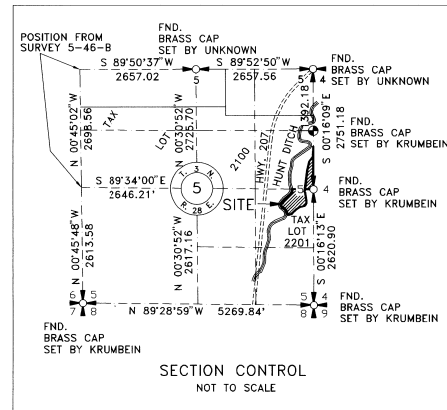 POSITION FROM
SURVEY 5-46-B
FND.
BRASS CAP
SET BY UNKNOWN
FND.
BRASS CAP
SET BY UNKNOWN
S 89°50'37"W
2657.02
S 89°52'50"W
2657.56
5
5 4
N 00°45'02"W
2698.56
TAX
LOT
2100
N 00°30'52"W
2725.70
HWY. 207
HUNT DITCH
392.18
S 00°16'09"E
2751.18
FND.
BRASS CAP
SET BY KRUMBEIN
S 89°34'00"E
2646.21'
T. 3 N.
5
R. 28 E.
SITE
5 4
FND.
BRASS CAP
SET BY KRUMBEIN
TAX
LOT
2201
N 00°45'48"W
2613.58
N 00°30'52"W
2617.16
S 00°16'13"E
2620.90
6 5
7 8
N 89°28'59"W 5269.84'
5 4
8 9
FND.
BRASS CAP
SET BY KRUMBEIN
FND.
BRASS CAP
SET BY KRUMBEIN
SECTION CONTROL
NOT TO SCALE